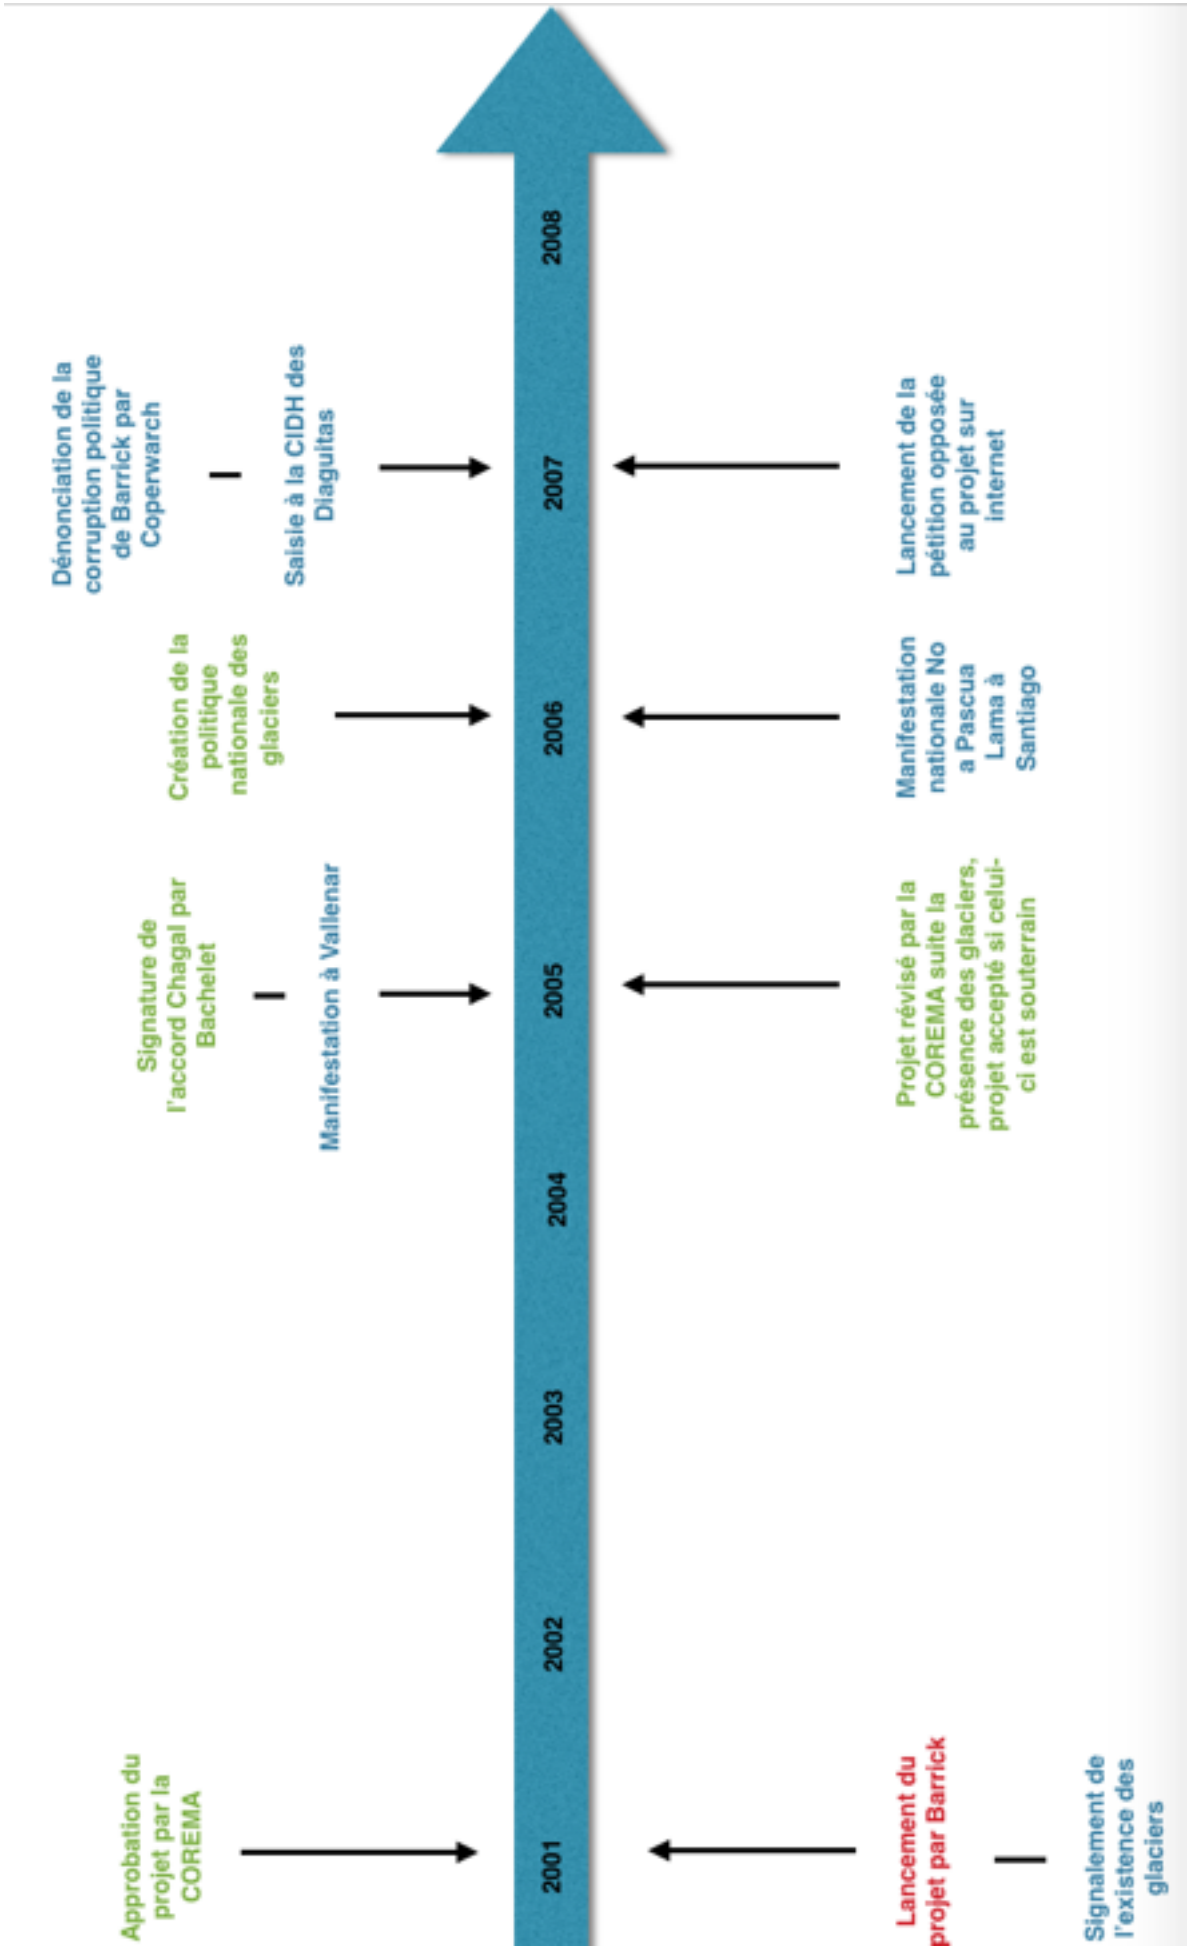 Approbation du
projet par la
COREMA
Signature de
l'accord Chagal par
Bachelet
Manifestation à Vallenar
Création de la
politique
nationale des
glaciers
Dénonciation de la
corruption politique
de Barrick par
Coperwarch
Saisie à la CIDH des
Diaguitas
2001
2002
2003
2004
2005
2006
2007
2008
Lancement du
projet par Barrick
Signalement de
l'existence des
glaciers
Projet révisé par la
COREMA suite la
présence des glaciers,
projet accepté si celui-
ci est souterrain
Manifestation
nationale No
a Pascua
Lama à
Santiago
Lancement de la
pétition opposée
au projet sur
internet